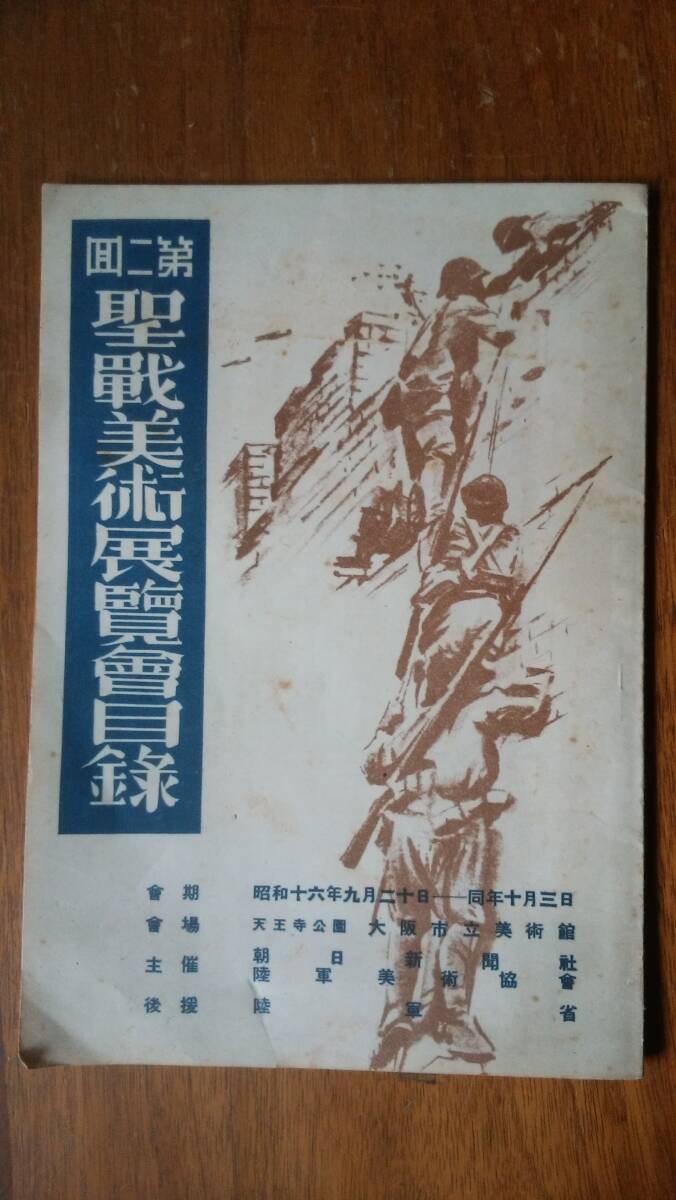 第二回
聖戰美術展覽會目錄
會期 昭和十六年九月二十日——同年十月三日
會場 天王寺公園 大阪市立美術館
主催 朝日新聞社
陸軍美術協會
後援 陸軍省